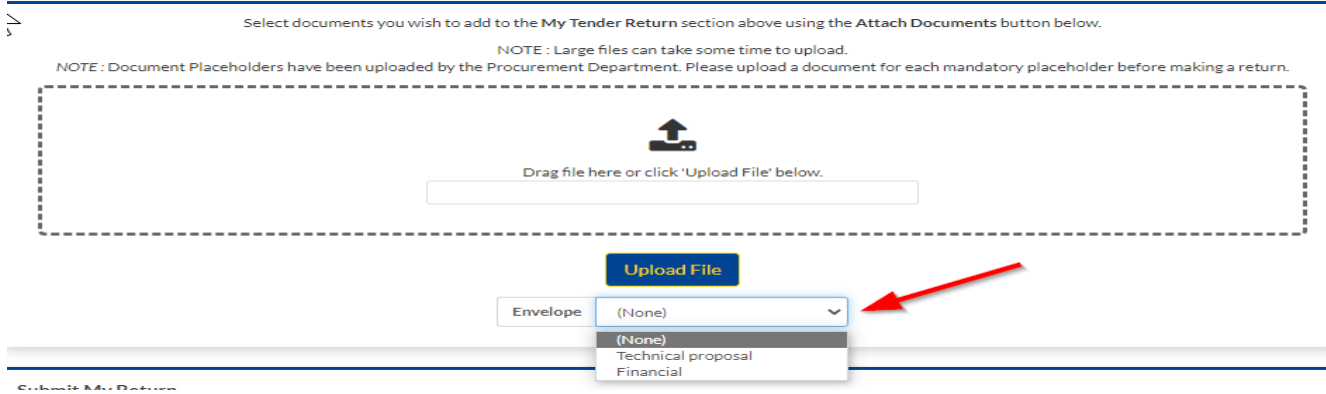 Select documents you wish to add to the My Tender Return section above using the Attach Documents button below.
NOTE : Large files can take some time to upload.
NOTE : Document Placeholders have been uploaded by the Procurement Department. Please upload a document for each mandatory placeholder before making a return.
Drag file here or click 'Upload File' below.
Upload File
Envelope (None)
(None)
Technical proposal
Financial
Submit My Return